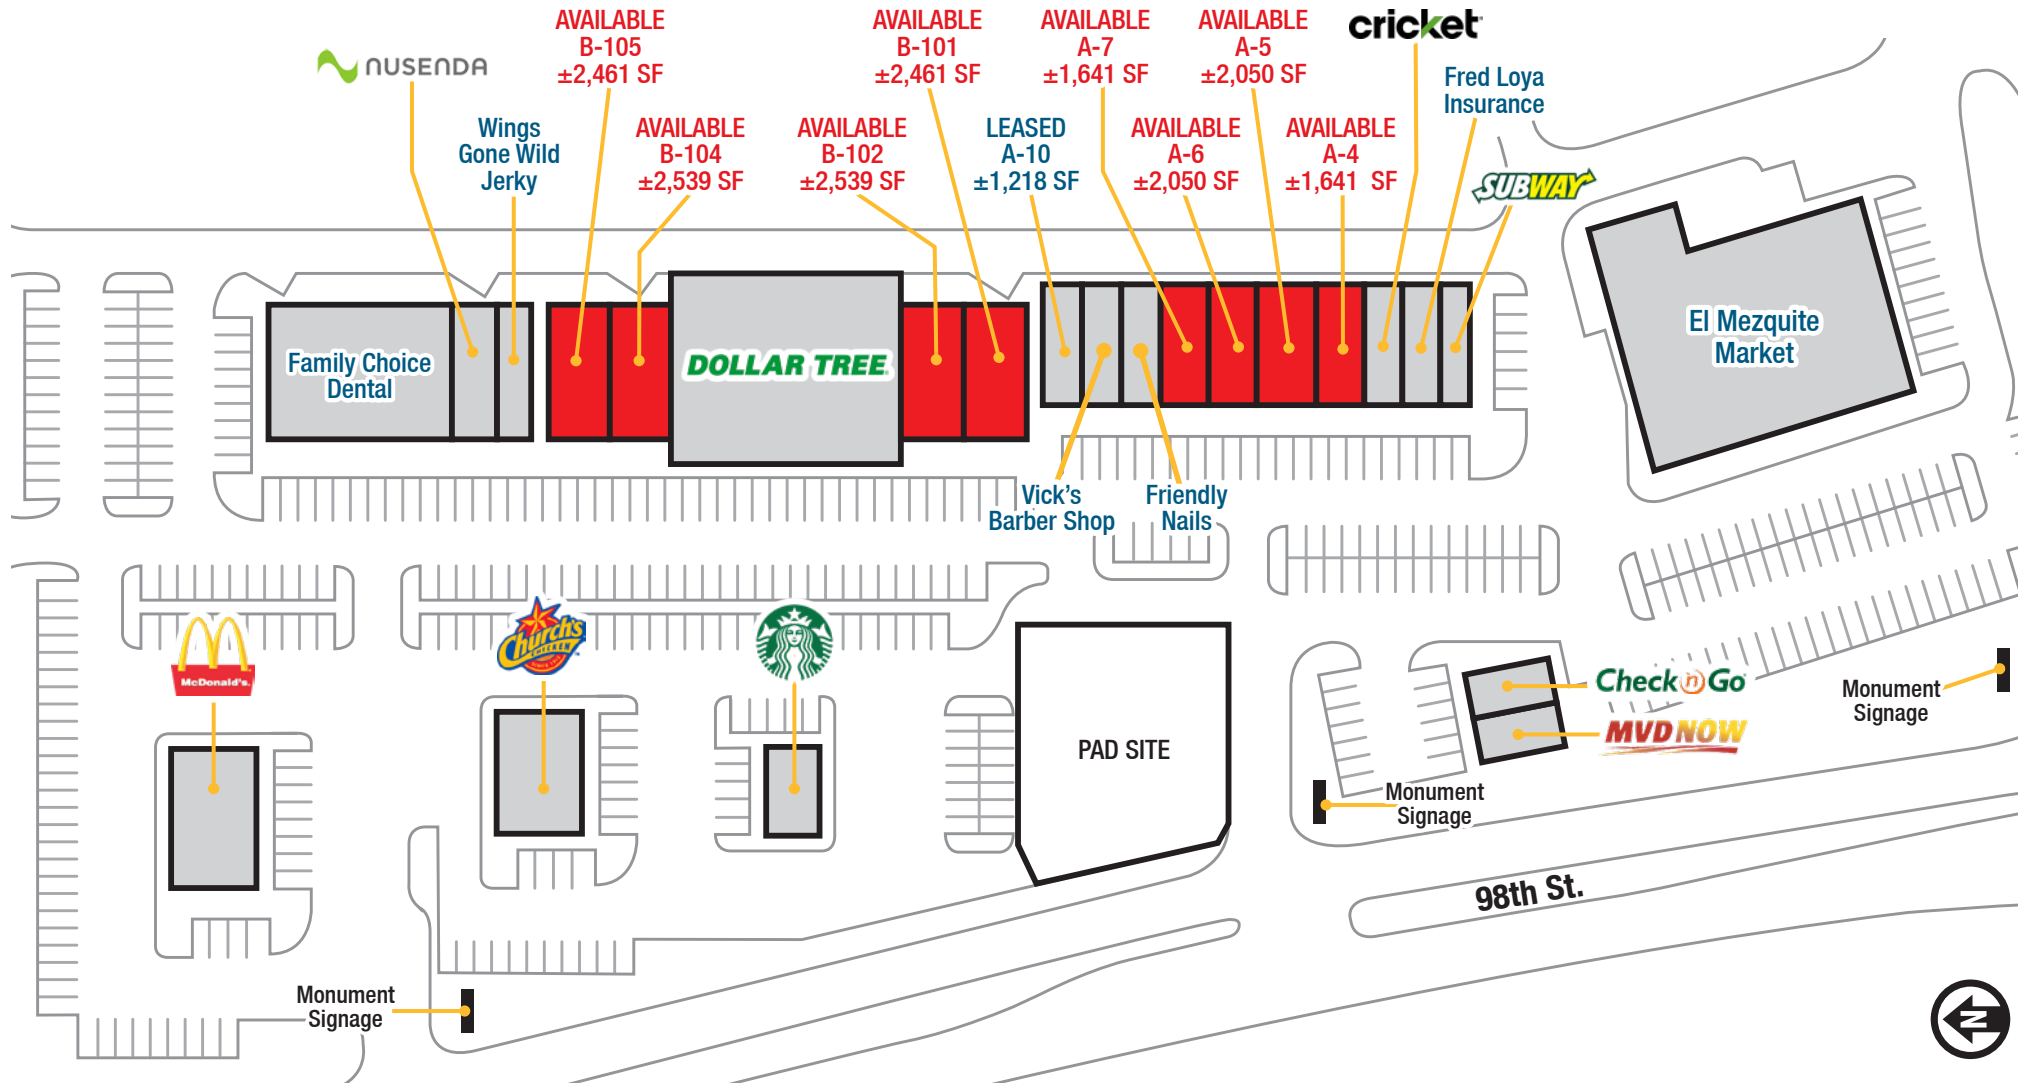 nusenda
Wings
Gone Wild
Jerky
AVAILABLE
B-105
±2,461 SF
AVAILABLE
B-104
±2,539 SF
AVAILABLE
B-102
±2,539 SF
AVAILABLE
B-101
±2,461 SF
LEASED
A-10
±1,218 SF
AVAILABLE
A-7
±1,641 SF
AVAILABLE
A-6
±2,050 SF
AVAILABLE
A-5
±2,050 SF
AVAILABLE
A-4
±1,641 SF
cricket
Fred Loya
Insurance
SUBWAY
Family Choice
Dental
DOLLAR TREE
El Mezquite
Market
Vick's
Barber Shop
Friendly
Nails
McDonald's
Church's
CHICKEN
PAD SITE
Check n Go
MVD NOW
Monument
Signage
Monument
Signage
98th St.
Monument
Signage
N